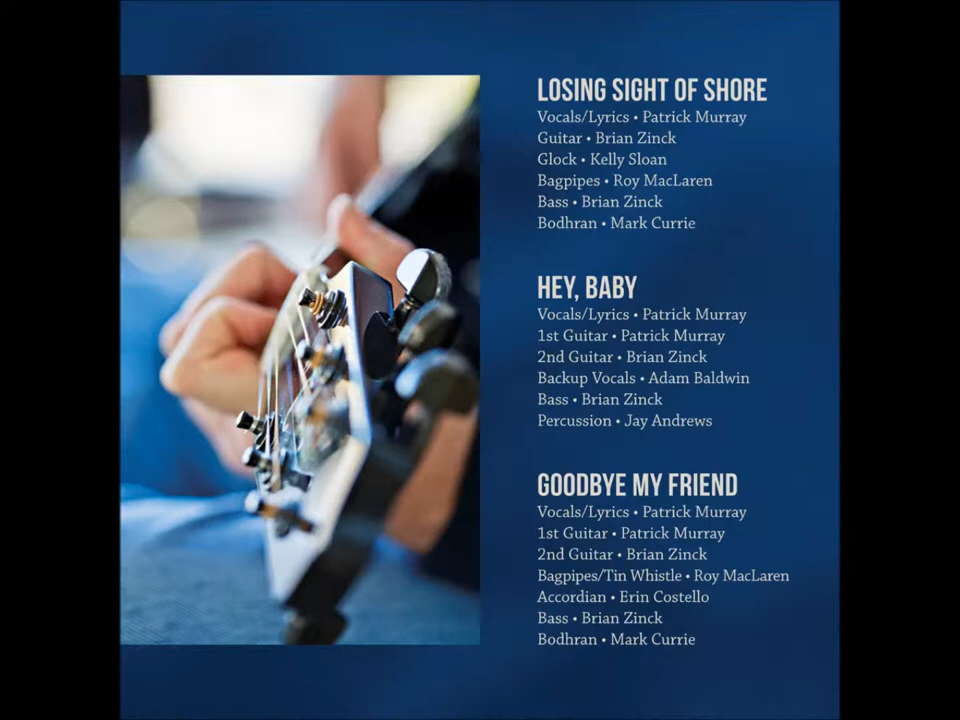 LOSING SIGHT OF SHORE
Vocals/Lyrics • Patrick Murray
Guitar • Brian Zinck
Glock • Kelly Sloan
Bagpipes • Roy MacLaren
Bass • Brian Zinck
Bodhran • Mark Currie
HEY, BABY
Vocals/Lyrics • Patrick Murray
1st Guitar • Patrick Murray
2nd Guitar • Brian Zinck
Backup Vocals • Adam Baldwin
Bass • Brian Zinck
Percussion • Jay Andrews
GOODBYE MY FRIEND
Vocals/Lyrics • Patrick Murray
1st Guitar • Patrick Murray
2nd Guitar • Brian Zinck
Bagpipes/Tin Whistle • Roy MacLaren
Accordian • Erin Costello
Bass • Brian Zinck
Bodhran • Mark Currie